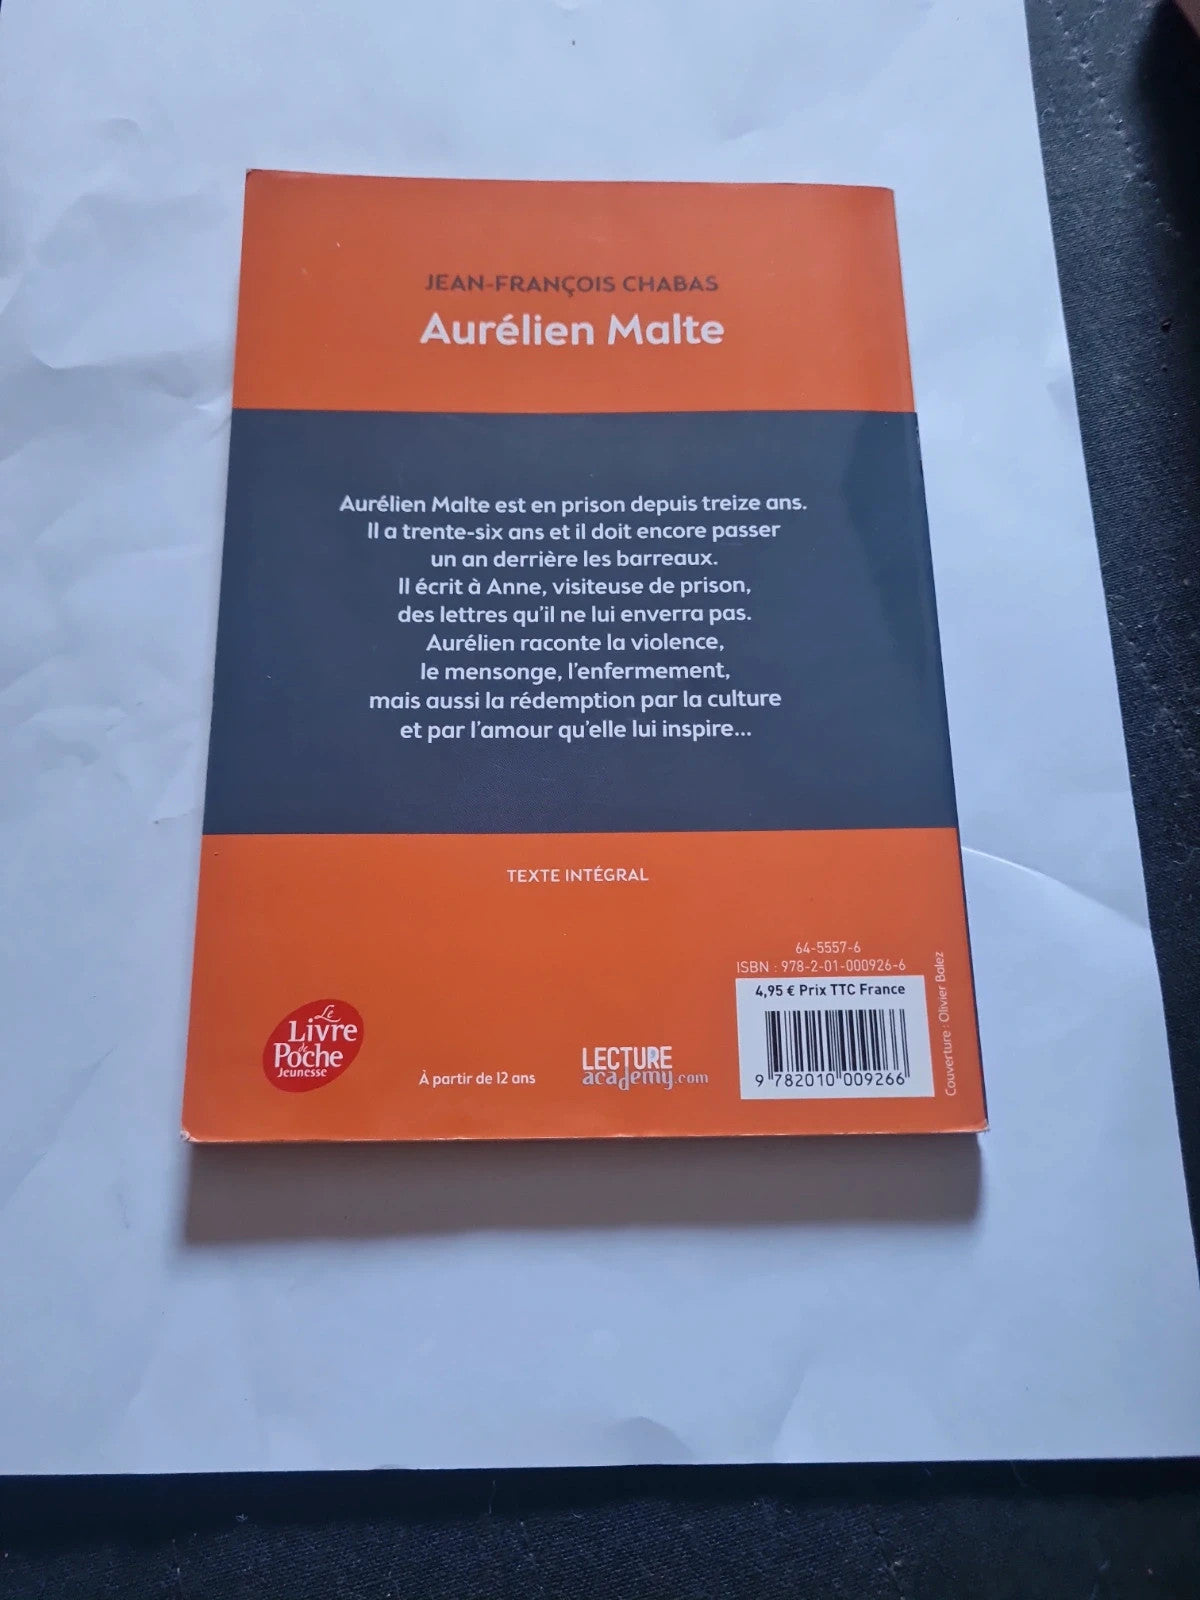 JEAN-FRANÇOIS CHABAS
Aurélien Malte
Aurélien Malte est en prison depuis treize ans.
Il a trente-six ans et il doit encore passer
un an derrière les barreaux.
Il écrit à Anne, visiteuse de prison,
des lettres qu'il ne lui enverra pas.
Aurélien raconte la violence,
le mensonge, l'enfermement,
mais aussi la rédemption par la culture
et par l'amour qu'elle lui inspire...
TEXTE INTÉGRAL
64-5557-6
ISBN : 978-2-01-000926-6
4,95 € Prix TTC France
9 782010 009266
Couverture : Olivier Balez
Le
Livre
de
Poche
Jeunesse
À partir de 12 ans
LECTURE
academy.com